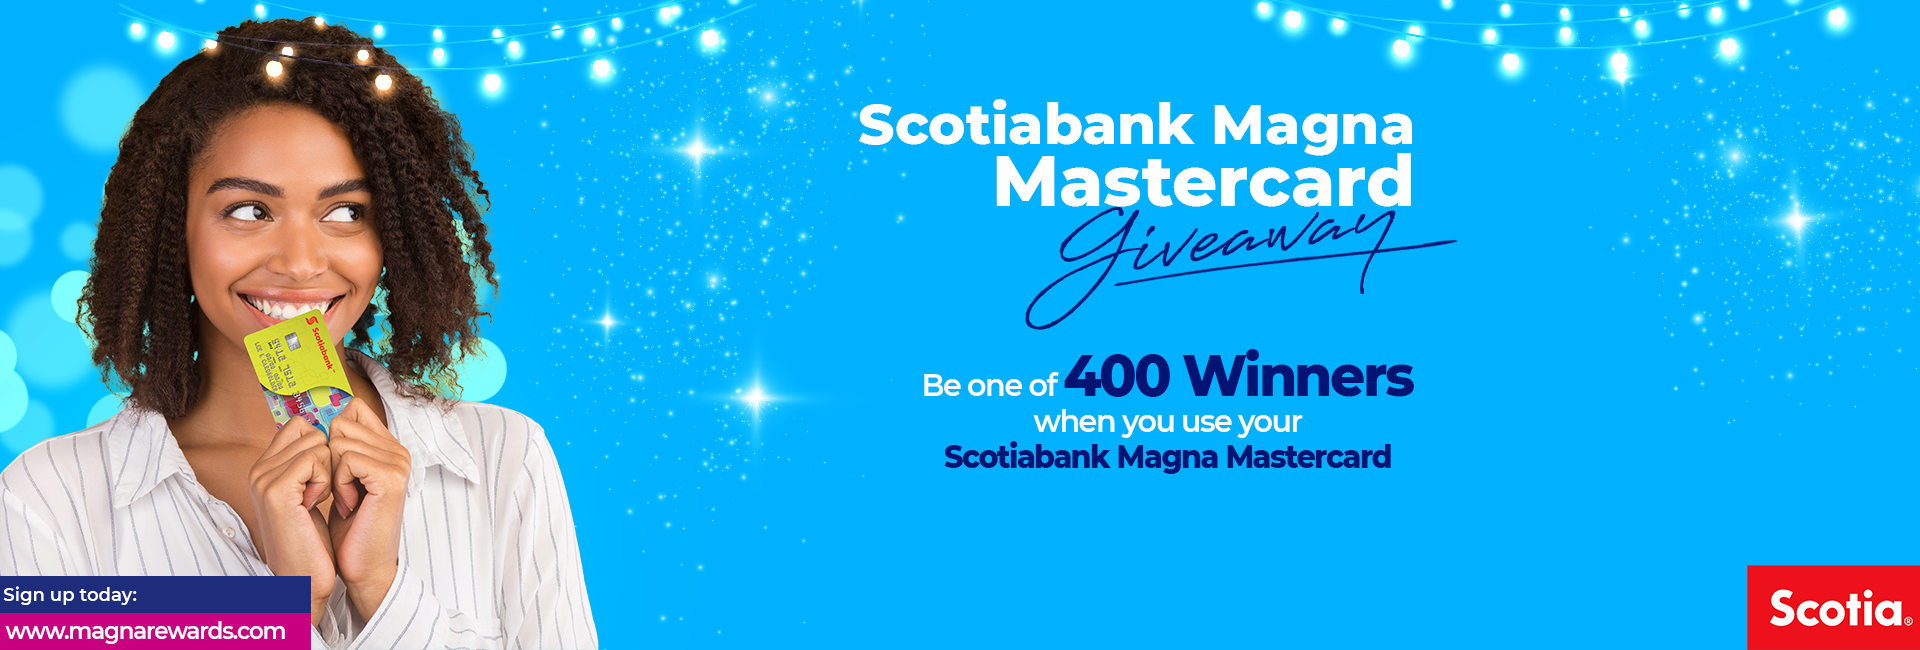 Scotiabank Magna
Mastercard
Giveaway
Be one of 400 Winners
when you use your
Scotiabank Magna Mastercard
Scotiabank
Sign up today:
www.magnarewards.com
Scotia®